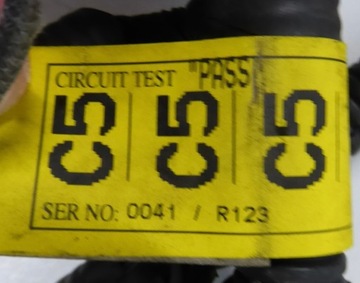 CIRCUIT TEST "PASS
C5 C5 C5
SER NO: 0041 / R123